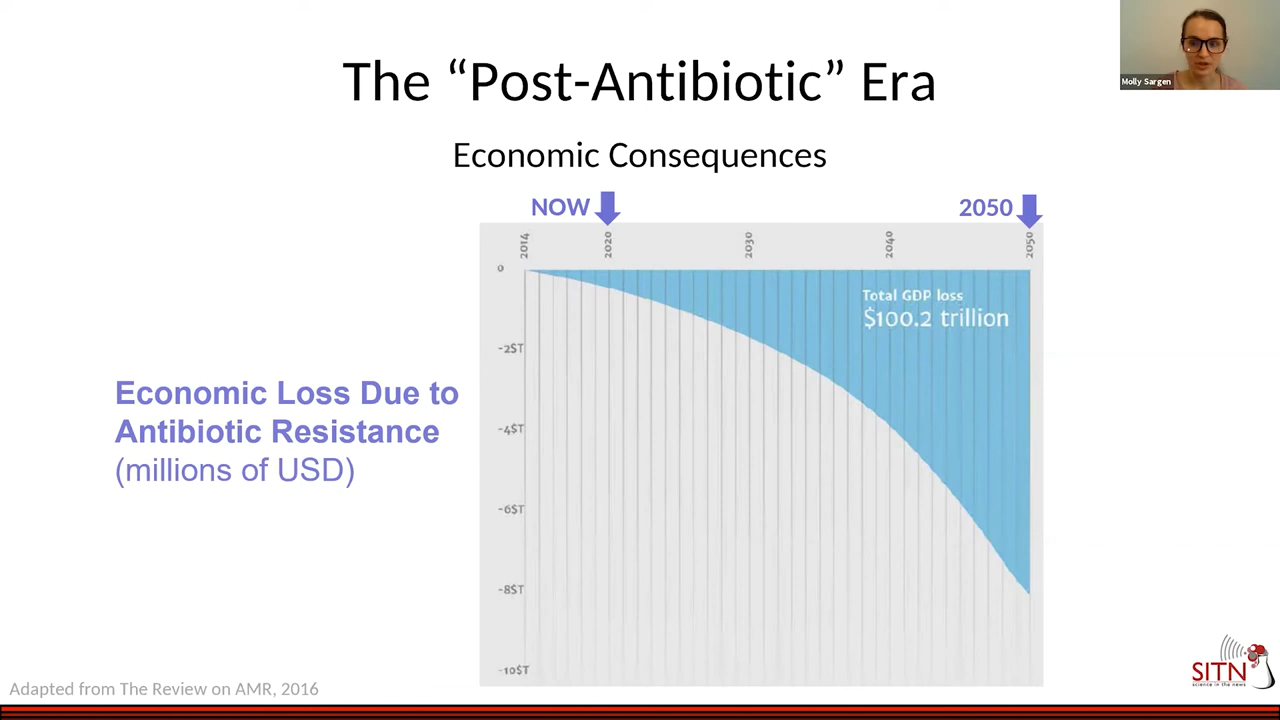 The “Post-Antibiotic” Era
Molly Sargen
Economic Consequences
NOW
2050
2014
2020
2030
2040
2050
0
Total GDP loss
$100.2 trillion
-2$T
Economic Loss Due to
Antibiotic Resistance
(millions of USD)
-4$T
-6$T
-8$T
-10$T
SITN
science in the news
Adapted from The Review on AMR, 2016